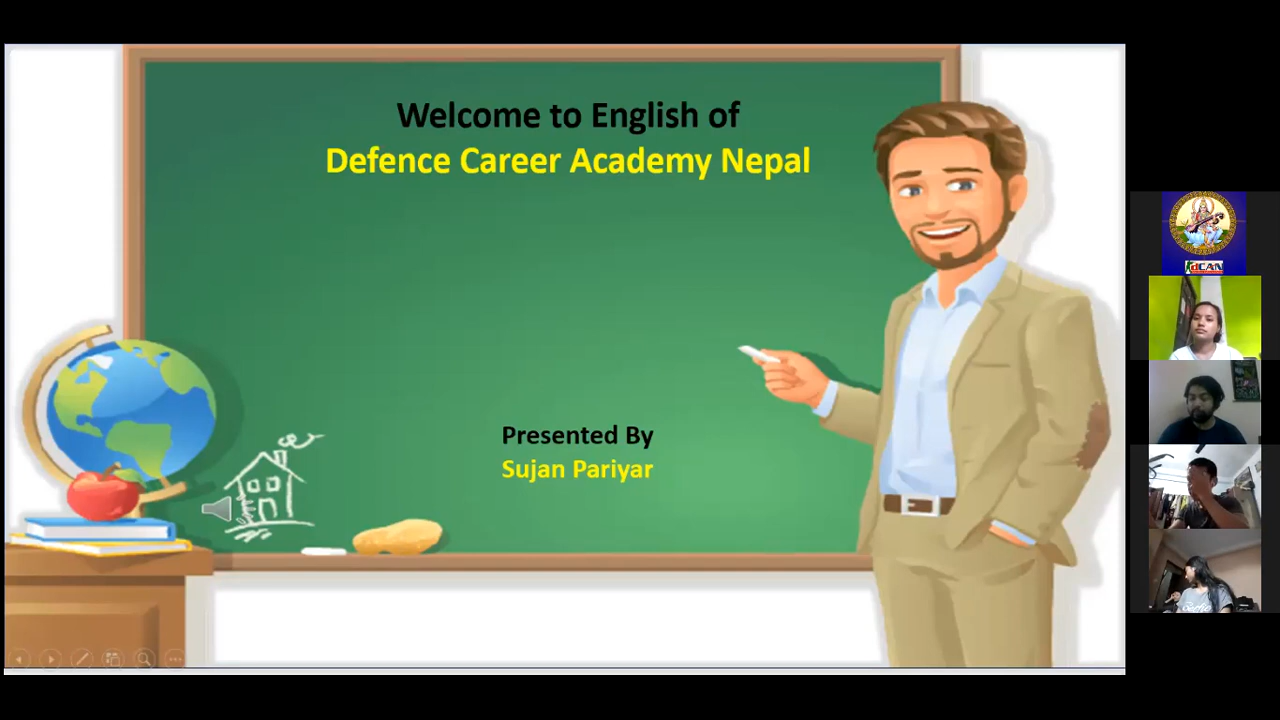 Welcome to English of
Defence Career Academy Nepal
Presented By
Sujan Pariyar